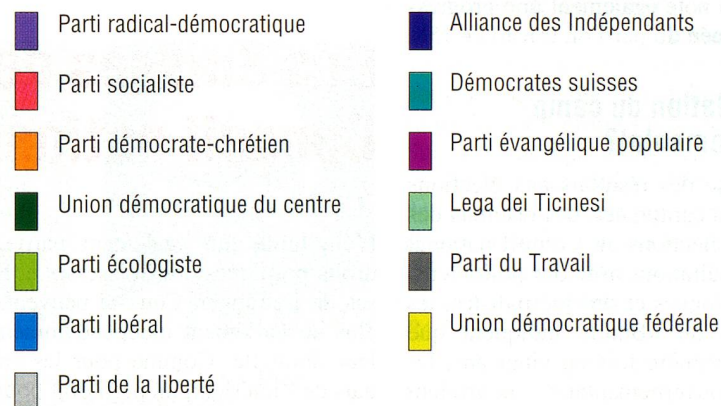 Parti radical-démocratique
Parti socialiste
Parti démocrate-chrétien
Union démocratique du centre
Parti écologiste
Parti libéral
Parti de la liberté
Alliance des Indépendants
Démocrates suisses
Parti évangélique populaire
Lega dei Ticinesi
Parti du Travail
Union démocratique fédérale